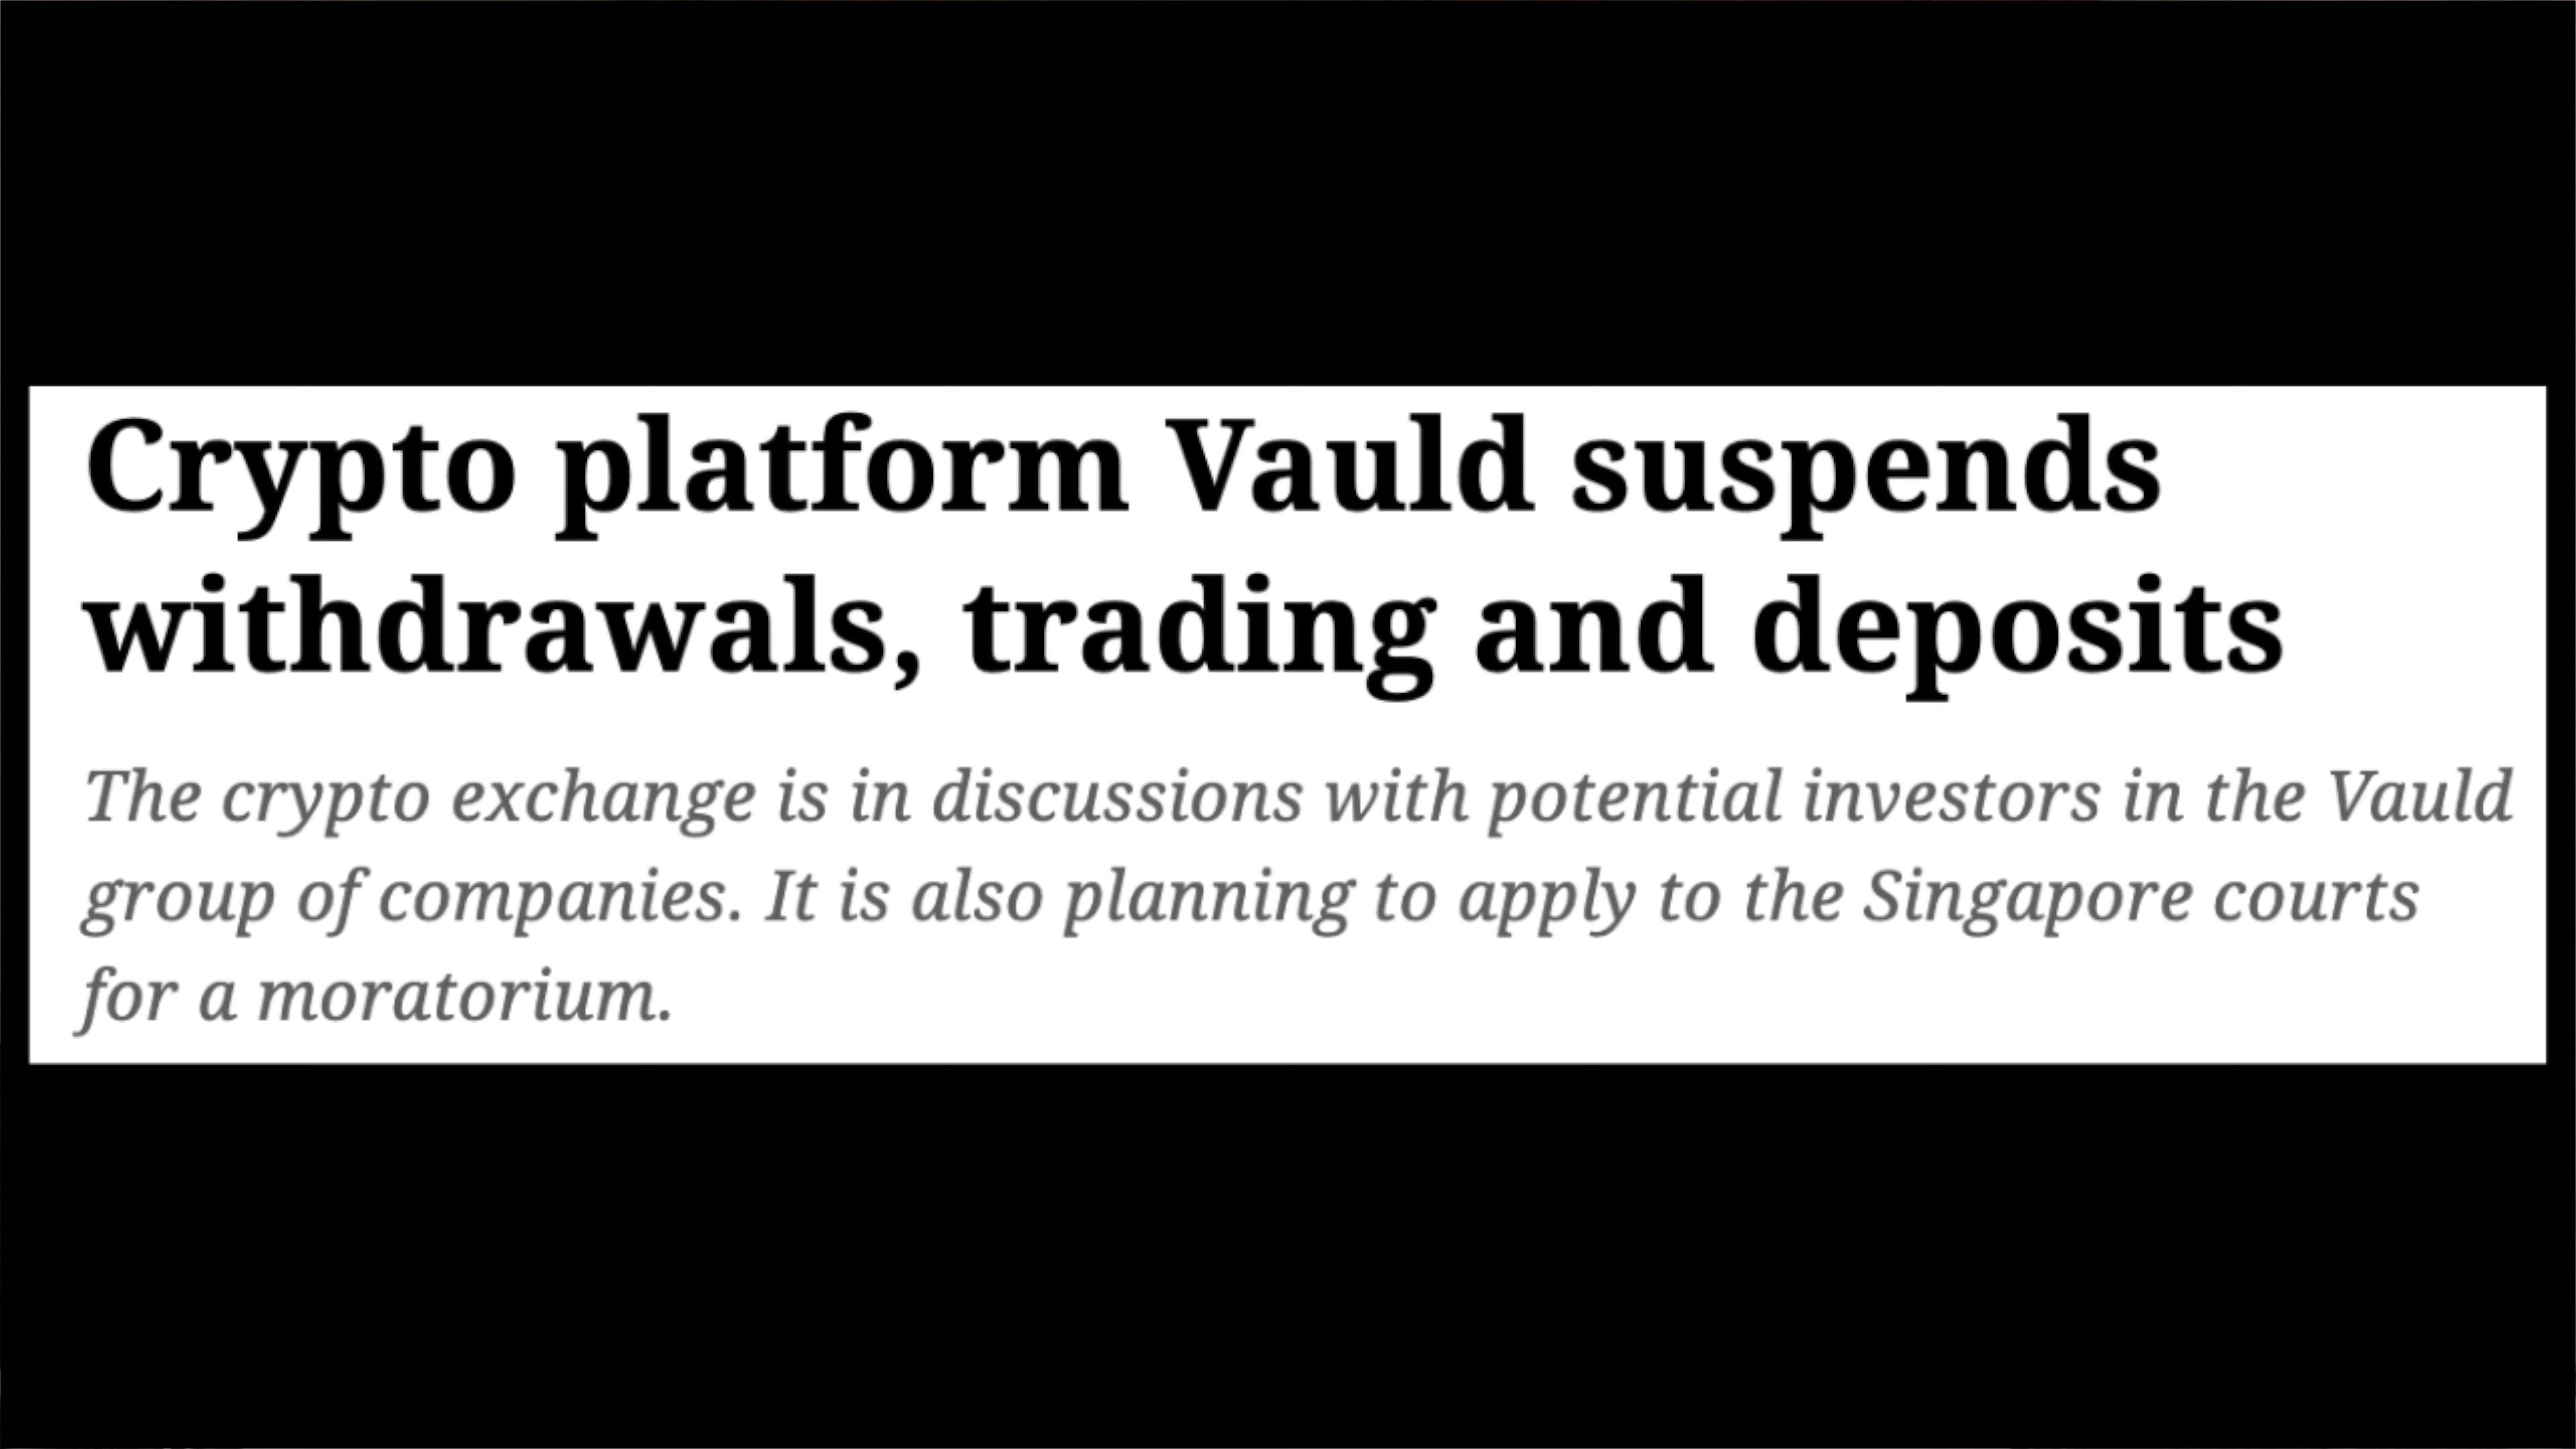 Crypto platform Vauld suspends
withdrawals, trading and deposits
The crypto exchange is in discussions with potential investors in the Vauld
group of companies. It is also planning to apply to the Singapore courts
for a moratorium.